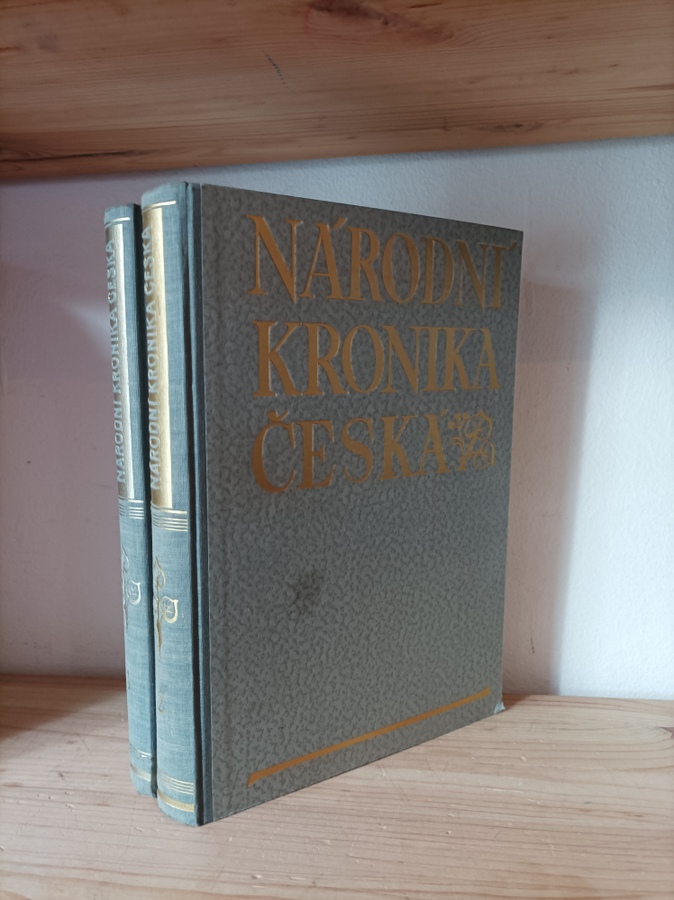 NÁRODNÍ KRONIKA ČESKÁ
NÁRODNÍ KRONIKA ČESKÁ
NÁRODNÍ
KRONIKA
ČESKÁ